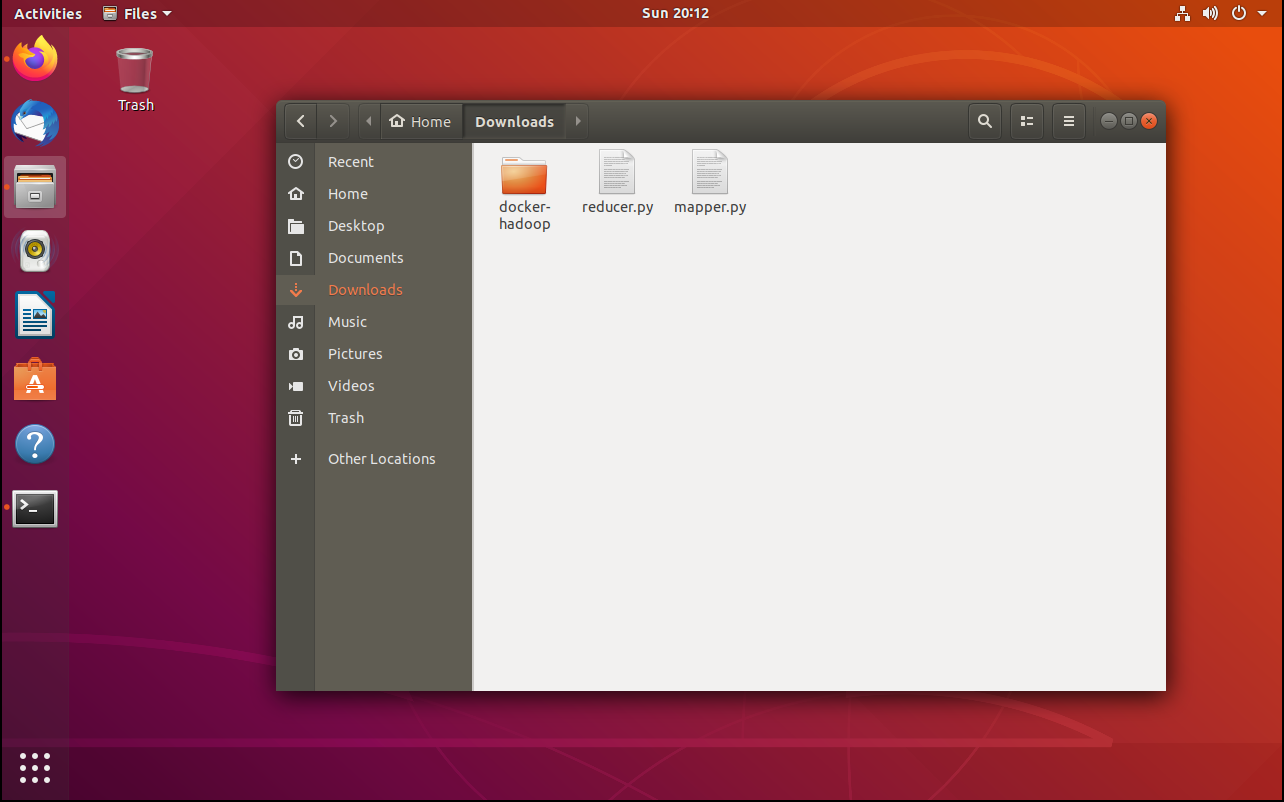 Activities
Files
Sun 20:12
Trash
Home
Downloads
Recent
Home
Desktop
Documents
Downloads
Music
Pictures
Videos
Trash
Other Locations
docker-
hadoop
reducer.py
mapper.py